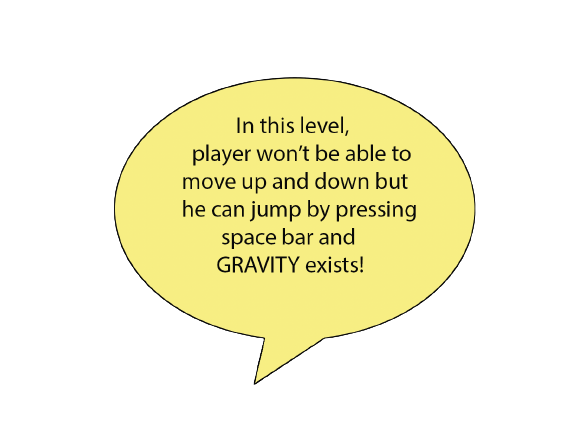 In this level,
player won't be able to
move up and down but
he can jump by pressing
space bar and
GRAVITY exists!